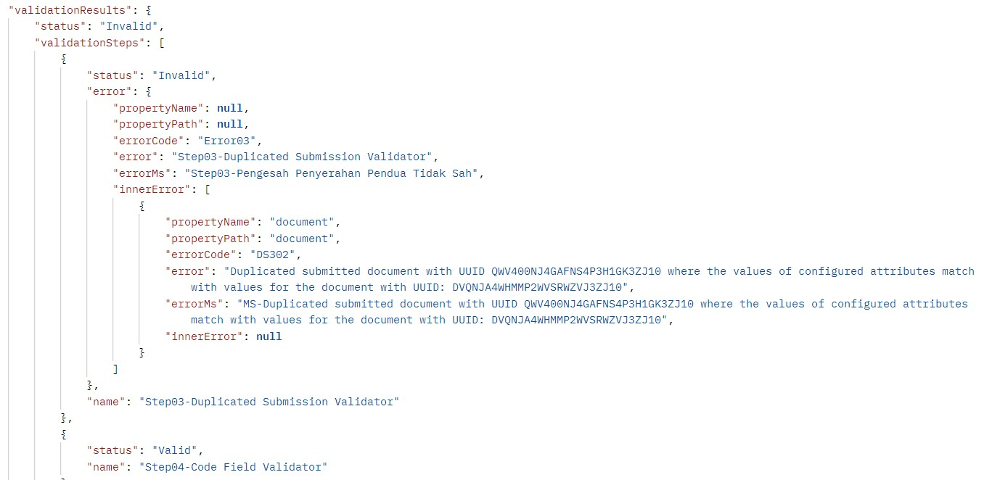 "validationResults": {
"status": "Invalid",
"validationSteps": [
{
"status": "Invalid",
"error": {
"propertyName": null,
"propertyPath": null,
"errorCode": "Error03",
"error": "Step03-Duplicated Submission Validator",
"errorMs": "Step03-Pengesah Penyerahan Pendua Tidak Sah",
"innerError": [
{
"propertyName": "document",
"propertyPath": "document",
"errorCode": "DS302",
"error": "Duplicated submitted document with UUID QWV400NJ4GAFNS4P3H1GK3ZJ10 where the values of configured attributes match
with values for the document with UUID: DVQNJA4WHMMP2WVSRWZVJ3ZJ10",
"errorMs": "MS-Duplicated submitted document with UUID QWV400NJ4GAFNS4P3H1GK3ZJ10 where the values of configured attributes
match with values for the document with UUID: DVQNJA4WHMMP2WVSRWZVJ3ZJ10",
"innerError": null
}
]
},
"name": "Step03-Duplicated Submission Validator"
},
{
"status": "Valid",
"name": "Step04-Code Field Validator"